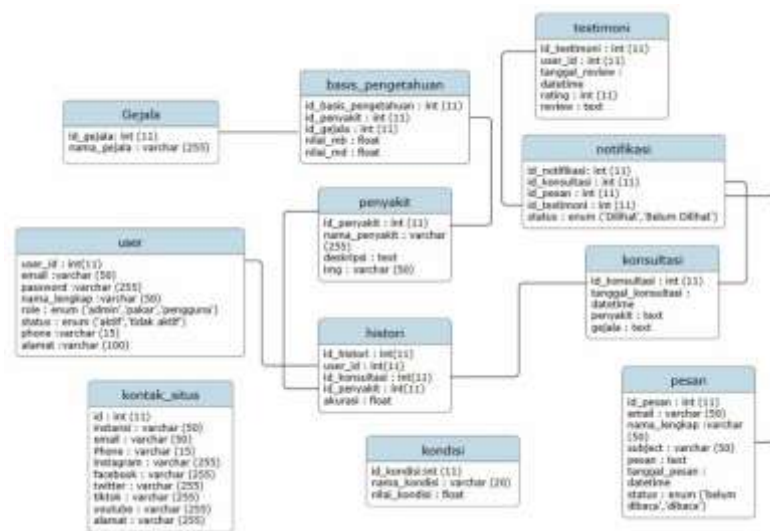 testimoni
id_testimoni : int (11)
user_id : int (11)
tanggal_review :
datetime
rating : int (11)
review : text
basis_pengetahuan
id_basis_pengetahuan : int (11)
id_penyakit : int (11)
id_gejala : int (11)
nilai_mb : float
nilai_md : float
Gejala
id_gejala: int (11)
nama_gejala : varchar (255)
notifikasi
id_notifikasi: int (11)
id_konsultasi : int (11)
id_pesan : int (11)
id_testimoni : int (11)
status : enum ('Dilihat','Belum Dilihat')
penyakit
id_penyakit : int (11)
nama_penyakit : varchar
(255)
deskripsi : text
img : varchar (50)
user
user_id : int(11)
email :varchar (50)
password :varchar (255)
nama_lengkap :varchar (50)
role : enum ('admin','pakar','pengguna')
status : enum ('aktif','tidak aktif')
phone :varchar (15)
alamat :varchar (100)
konsultasi
id_konsultasi : int (11)
tanggal_konsultasi :
datetime
penyakit : text
gejala : text
histori
id_histori : int(11)
user_id : int(11)
id_konsultasi : int(11)
id_penyakit : int(11)
akurasi : float
kontak_situs
id : int (11)
instansi : varchar (50)
email : varchar (50)
Phone : varchar (15)
instagram : varchar (255)
facebook : varchar (255)
twitter : varchar (255)
tiktok : varchar (255)
youtube : varchar (255)
alamat : varchar (255)
kondisi
id_kondisi:int (11)
nama_kondisi : varchar (20)
nilai_kondisi : float
pesan
id_pesan : int (11)
email : varchar (50)
nama_lengkap :varchar
(50)
subject : varchar (50)
pesan : text
tanggal_pesan :
datetime
status : enum ('belum
dibaca','dibaca')